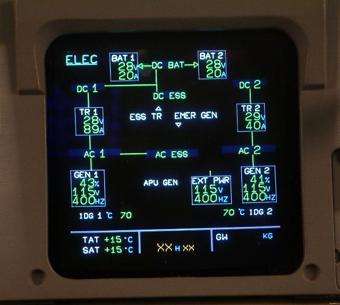 ELEC
BAT 1
28V
20A
DC BAT
BAT 2
28V
20A
DC 1
DC ESS
DC 2
TR 1
28V
89A
ESS TR EMER GEN
TR 2
29V
40A
AC 1
AC ESS
AC 2
GEN 1
43%
115V
400HZ
APU GEN
EXT PWR
115V
400HZ
GEN 2
41%
115V
400HZ
IDG 1 °C 70
70 °C IDG 2
TAT +15°C
SAT +15°C
XX H XX
GW KG